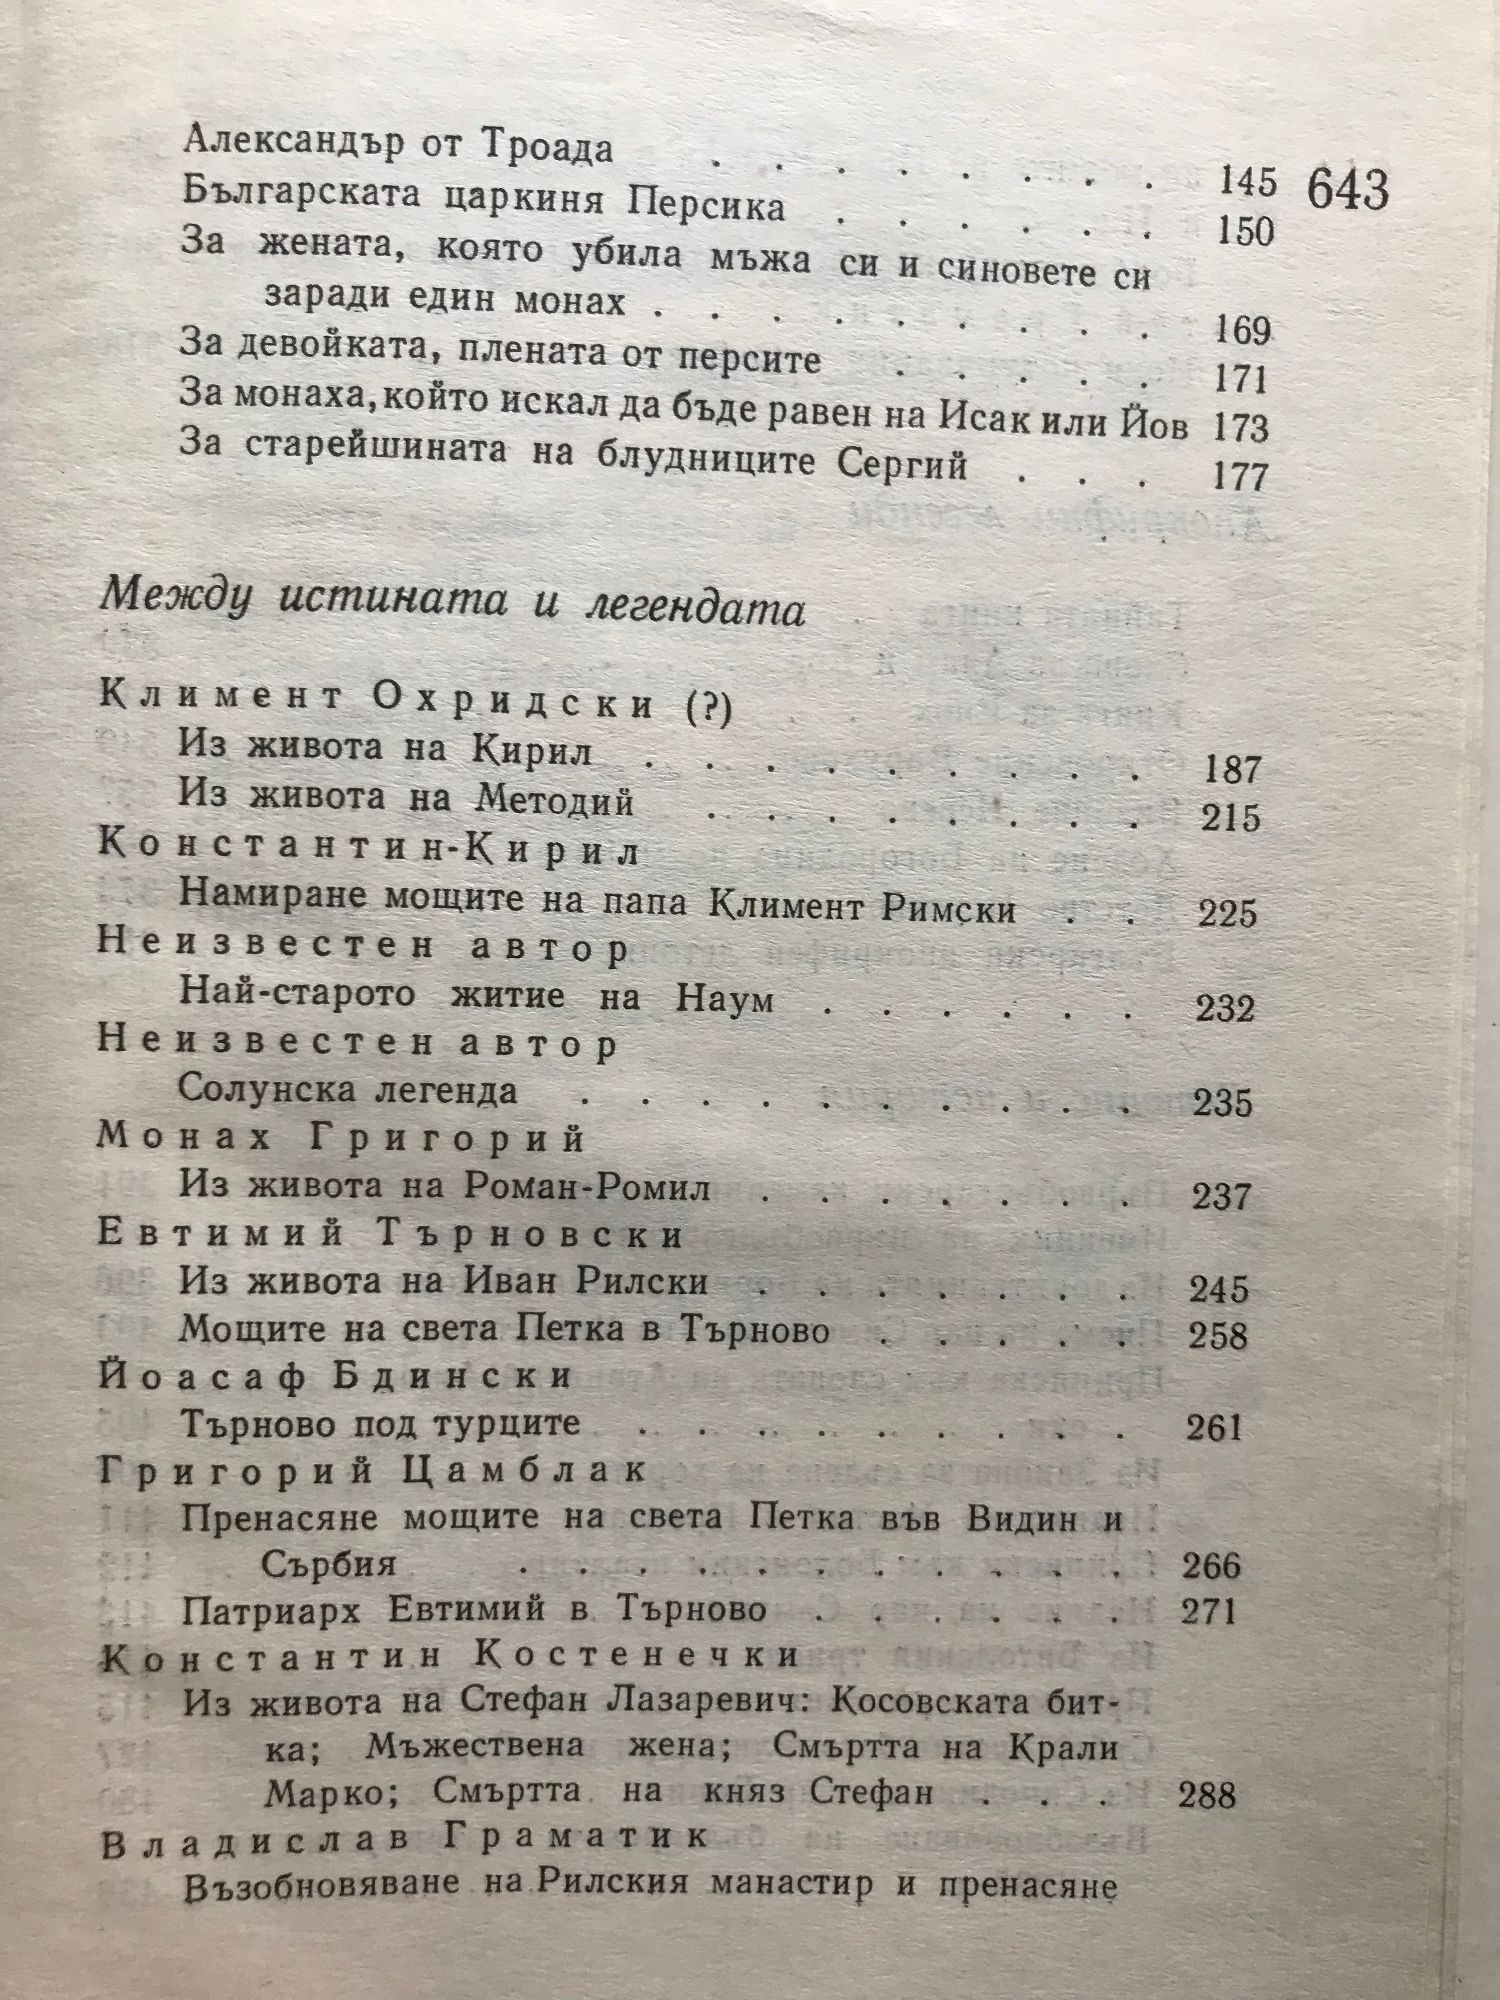 Александър от Троада . . . . . . . . 145 643
Българската царкиня Персика . . . . . . 150
За жената, която убила мъжа си и синовете си
заради един монах . . . . . . . . . 169
За девойката, плената от персите . . . . . 171
За монаха, който искал да бъде равен на Исак или Йов 173
За старейшината на блудниците Сергий . . . 177
Между истината и легендата
Климент Охридски (?)
Из живота на Кирил . . . . . . . . . 187
Из живота на Методий . . . . . . . . 215
Константин-Кирил
Намиране мощите на папа Климент Римски . . 225
Неизвестен автор
Най-старото житие на Наум . . . . . . 232
Неизвестен автор
Солунска легенда . . . . . . . . . . 235
Монах Григорий
Из живота на Роман-Ромил . . . . . . . 237
Евтимий Търновски
Из живота на Иван Рилски . . . . . . . 245
Мощите на света Петка в Търново . . . . . 258
Йоасаф Бдински
Търново под турците . . . . . . . . . 261
Григорий Цамблак
Пренасяне мощите на света Петка във Видин и
Сърбия . . . . . . . . . . . 266
Патриарх Евтимий в Търново . . . . . . 271
Константин Костенечки
Из живота на Стефан Лазаревич: Косовската бит-
ка; Мъжествена жена; Смъртта на Крали
Марко; Смъртта на княз Стефан . . . 288
Владислав Граматик
Възобновяване на Рилския манастир и пренасяне